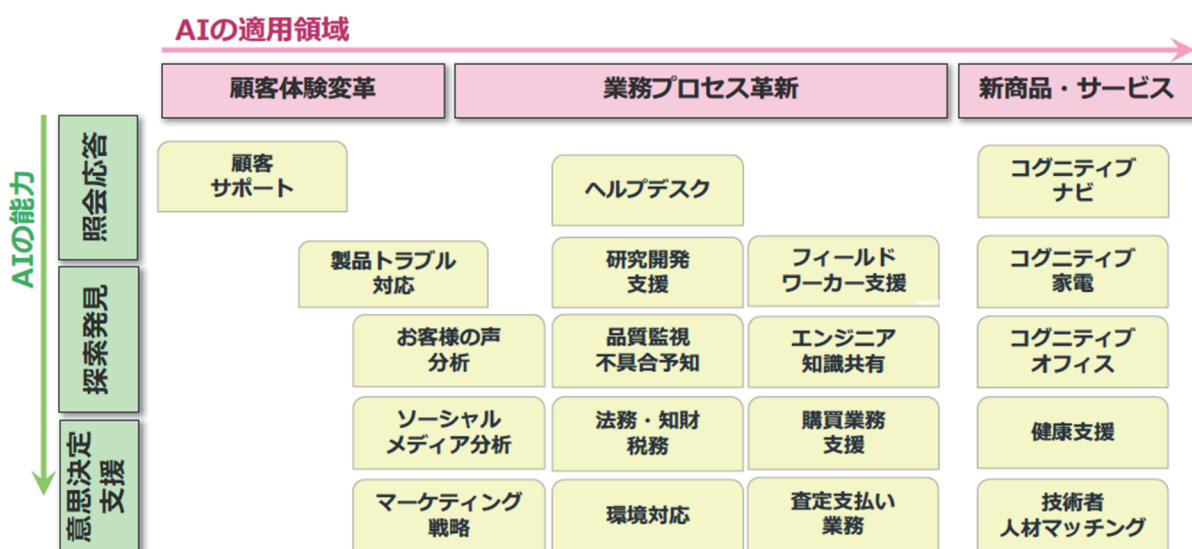 AIの適用領域
顧客体験変革
業務プロセス革新
新商品・サービス
AIの能力
照会応答
探索発見
意思決定
支援
顧客
サポート
ヘルプデスク
コグニティブ
ナビ
製品トラブル
対応
研究開発
支援
フィールド
ワーカー支援
コグニティブ
家電
お客様の声
分析
品質監視
不具合予知
エンジニア
知識共有
コグニティブ
オフィス
ソーシャル
メディア分析
法務・知財
税務
購買業務
支援
健康支援
マーケティング
戦略
環境対応
査定支払い
業務
技術者
人材マッチング